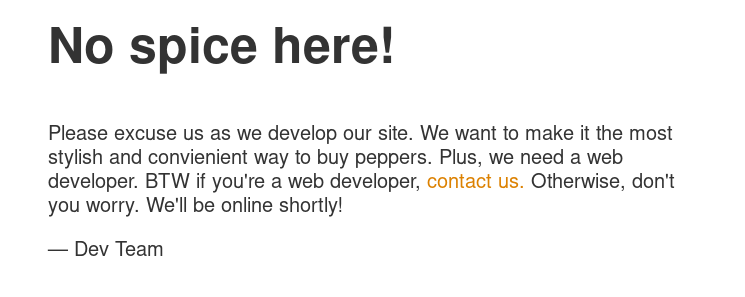 No spice here!
Please excuse us as we develop our site. We want to make it the most
stylish and convienient way to buy peppers. Plus, we need a web
developer. BTW if you're a web developer, contact us. Otherwise, don't
you worry. We'll be online shortly!
— Dev Team